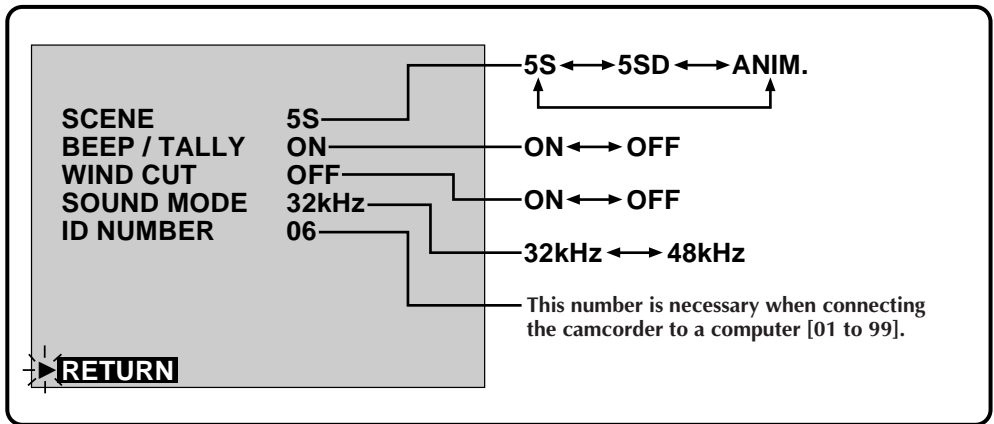 SCENE 5S
BEEP / TALLY ON
WIND CUT OFF
SOUND MODE 32kHz
ID NUMBER 06
RETURN
5S 5SD ANIM.
ON OFF
ON OFF
32kHz 48kHz
This number is necessary when connecting
the camcorder to a computer [01 to 99].